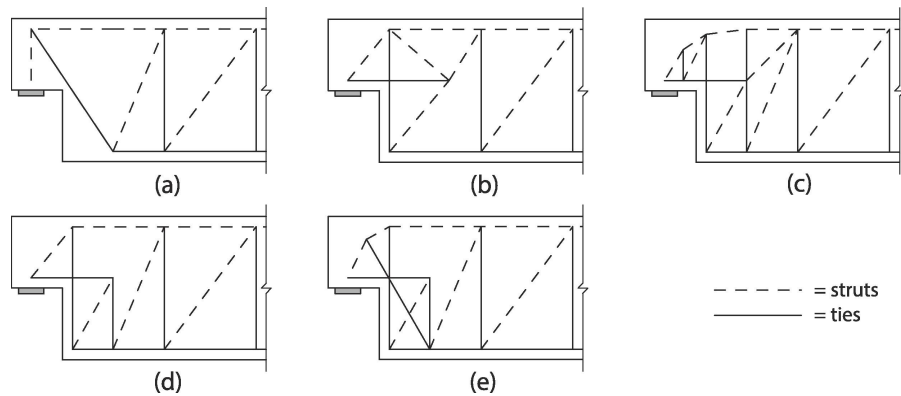 (a)
(b)
(c)
(d)
(e)
= struts
= ties